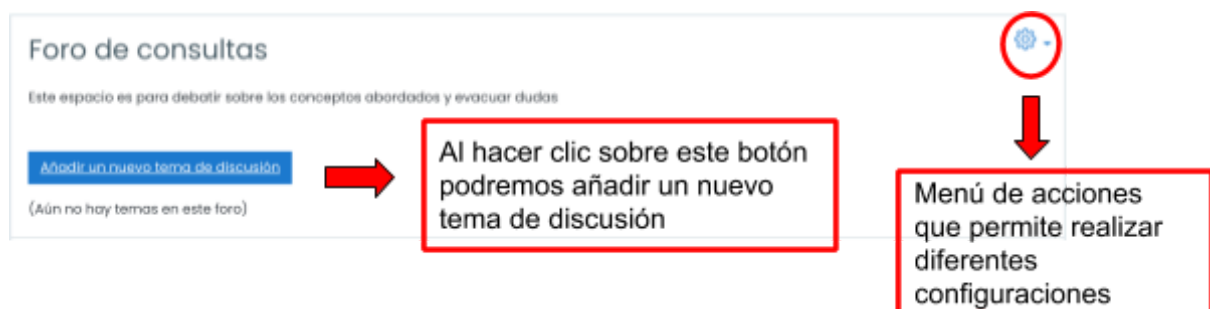 Foro de consultas
Este espacio es para debatir sobre los conceptos abordados y evacuar dudas
Añadir un nuevo tema de discusión
(Aún no hay temas en este foro)
Al hacer clic sobre este botón
podremos añadir un nuevo
tema de discusión
Menú de acciones
que permite realizar
diferentes
configuraciones